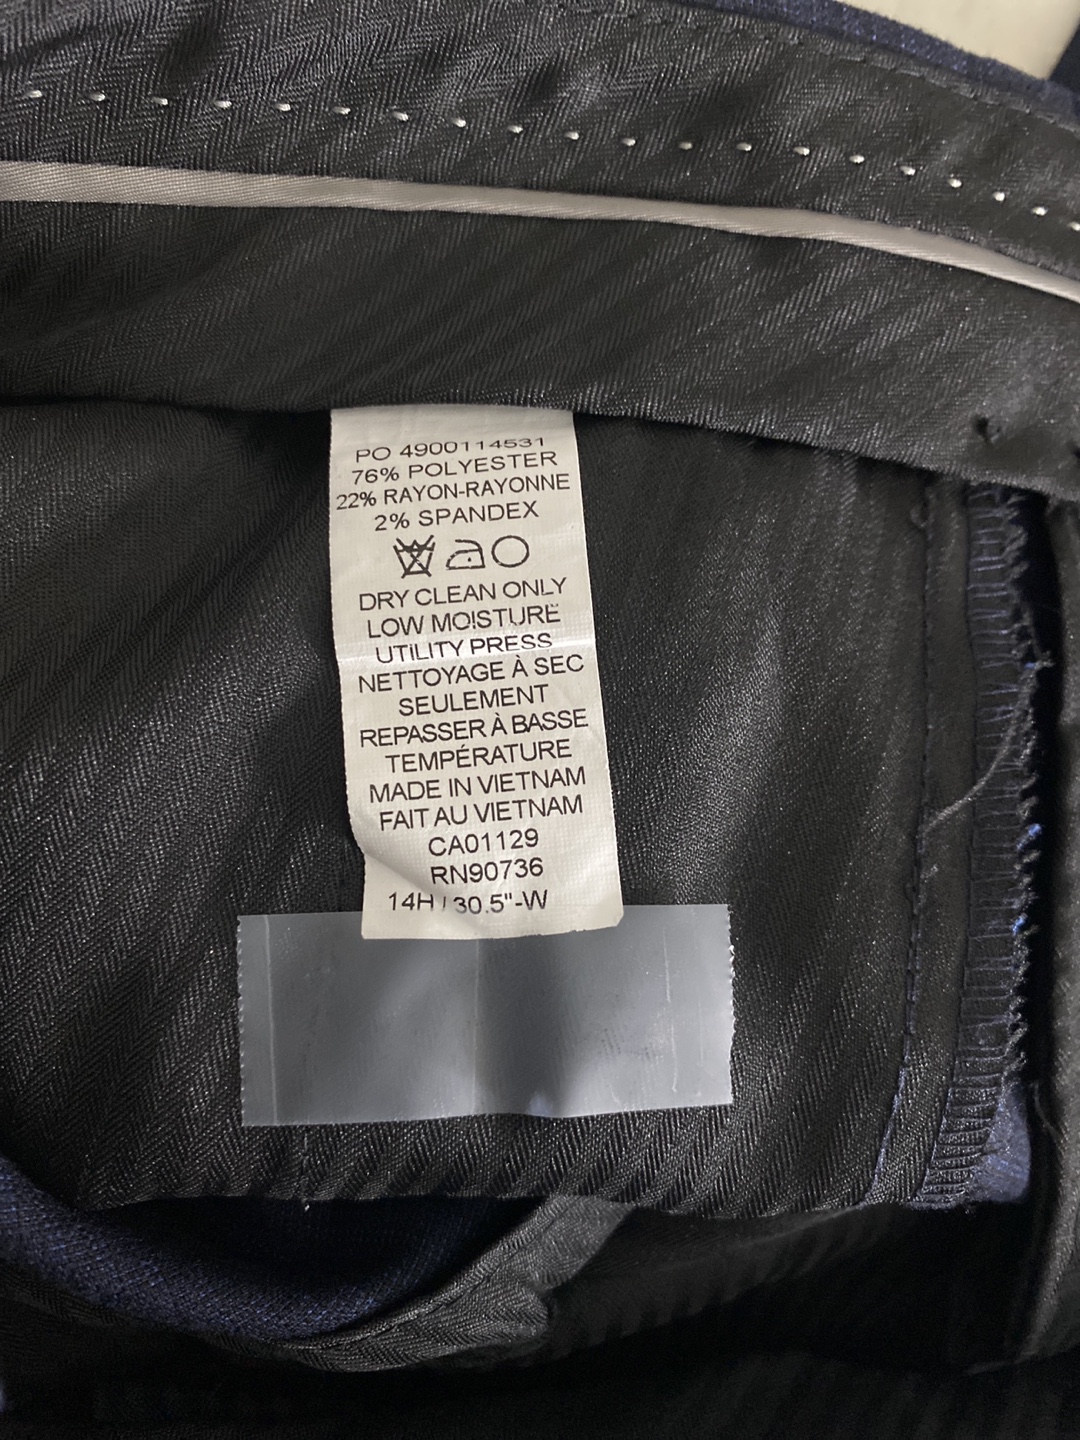 PO 4900114531
76% POLYESTER
22% RAYON-RAYONNE
2% SPANDEX
DRY CLEAN ONLY
LOW MOISTURE
UTILITY PRESS
NETTOYAGE À SEC
SEULEMENT
REPASSER À BASSE
TEMPÉRATURE
MADE IN VIETNAM
FAIT AU VIETNAM
CA01129
RN90736
14H / 30.5"-W